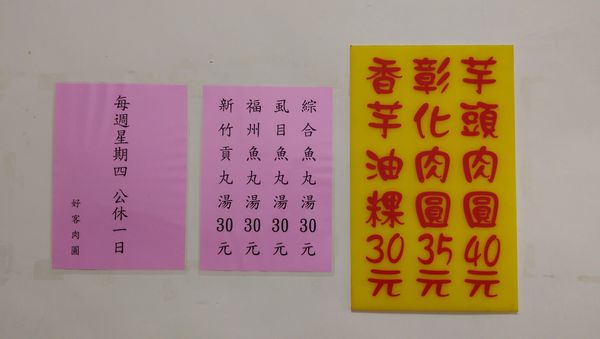 每週星期四 公休一日
好客肉圓
綜合魚丸湯30元
虱目魚丸湯30元
福州魚丸湯30元
新竹貢丸湯30元
芋頭肉圓40元
彰化肉圓35元
香芋油粿30元